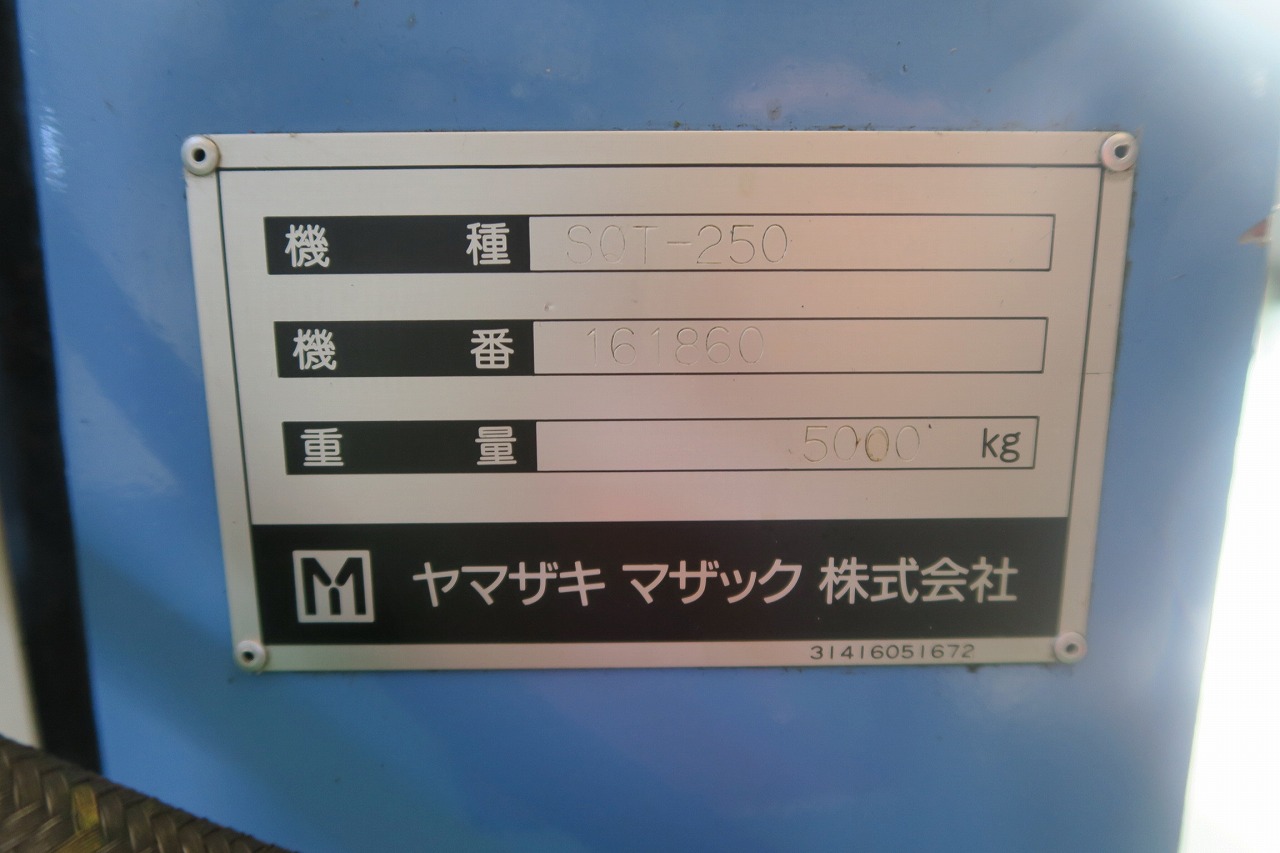 機 種 SQT-250
機 番 161860
重 量 5000 kg
M ヤマザキ マザック 株式会社
31416051672